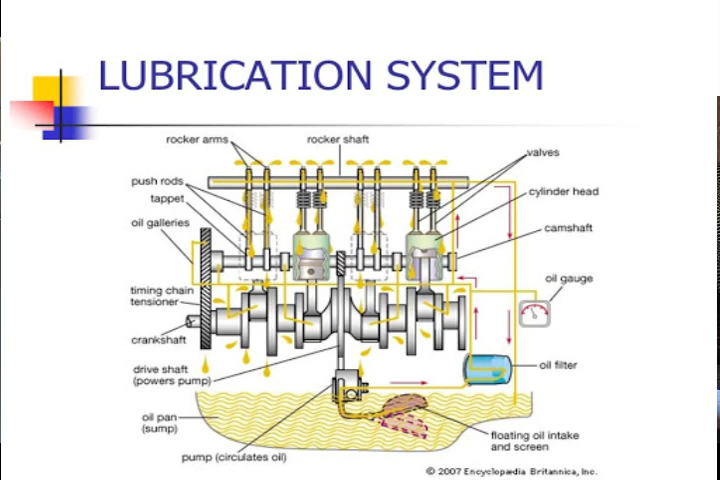 LUBRICATION SYSTEM
rocker arms
rocker shaft
valves
push rods
cylinder head
tappet
oil galleries
camshaft
oil gauge
timing chain
tensioner
crankshaft
drive shaft
(powers pump)
oil filter
oil pan
(sump)
floating oil intake
and screen
pump (circulates oil)
© 2007 Encyclopædia Britannica, Inc.